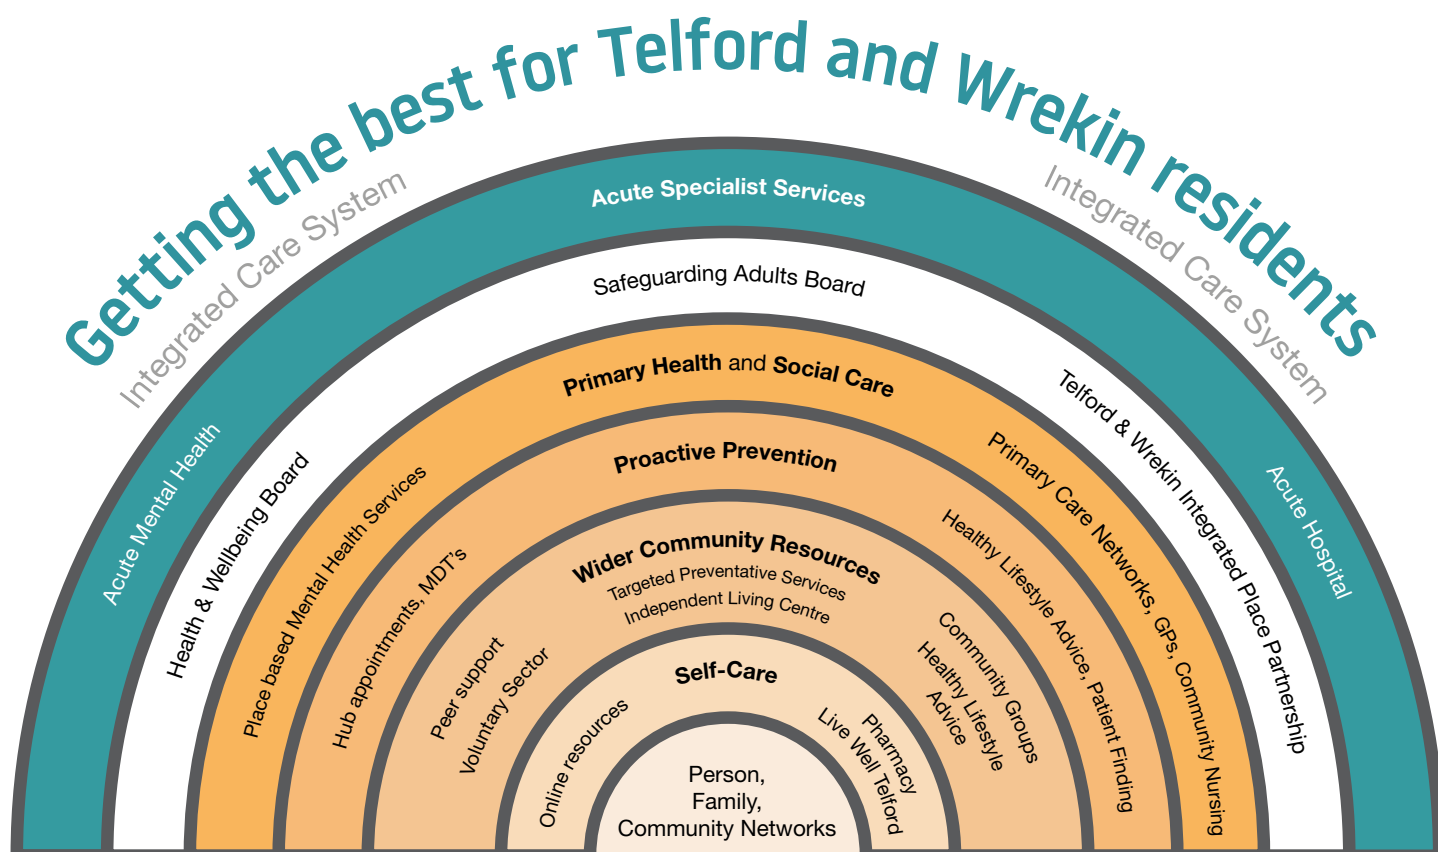 Getting the best for Telford and Wrekin residents
Integrated Care System
Integrated Care System
Acute Specialist Services
Acute Mental Health
Acute Hospital
Safeguarding Adults Board
Health & Wellbeing Board
Telford & Wrekin Integrated Place Partnership
Primary Health and Social Care
Place based Mental Health Services
Primary Care Networks, GPs, Community Nursing
Proactive Prevention
Hub appointments, MDT's
Healthy Lifestyle Advice, Patient Finding
Wider Community Resources
Targeted Preventative Services
Independent Living Centre
Peer support
Voluntary Sector
Community Groups
Healthy Lifestyle
Advice
Self-Care
Online resources
Pharmacy
Live Well Telford
Person,
Family,
Community Networks